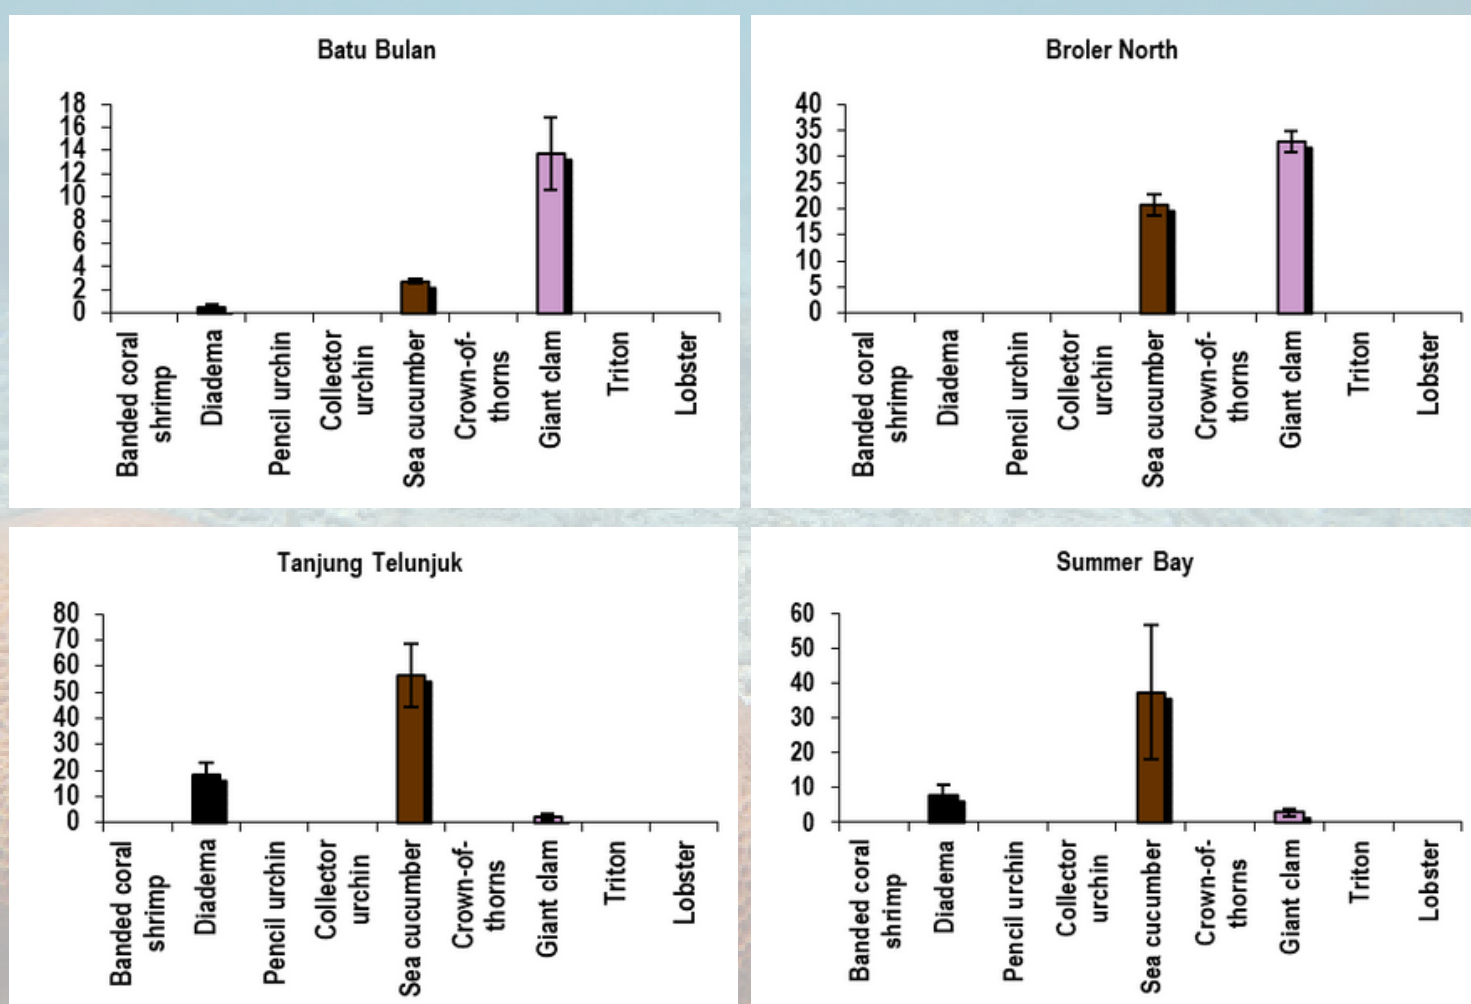 Batu Bulan
18
16
14
12
10
8
6
4
2
0
Banded coral
shrimp
Diadema
Pencil urchin
Collector
urchin
Sea cucumber
Crown-of-
thorns
Giant clam
Triton
Lobster
Broler North
40
35
30
25
20
15
10
5
0
Banded coral
shrimp
Diadema
Pencil urchin
Collector
urchin
Sea cucumber
Crown-of-
thorns
Giant clam
Triton
Lobster
Tanjung Telunjuk
80
70
60
50
40
30
20
10
0
Banded coral
shrimp
Diadema
Pencil urchin
Collector
urchin
Sea cucumber
Crown-of-
thorns
Giant clam
Triton
Lobster
Summer Bay
60
50
40
30
20
10
0
Banded coral
shrimp
Diadema
Pencil urchin
Collector
urchin
Sea cucumber
Crown-of-
thorns
Giant clam
Triton
Lobster